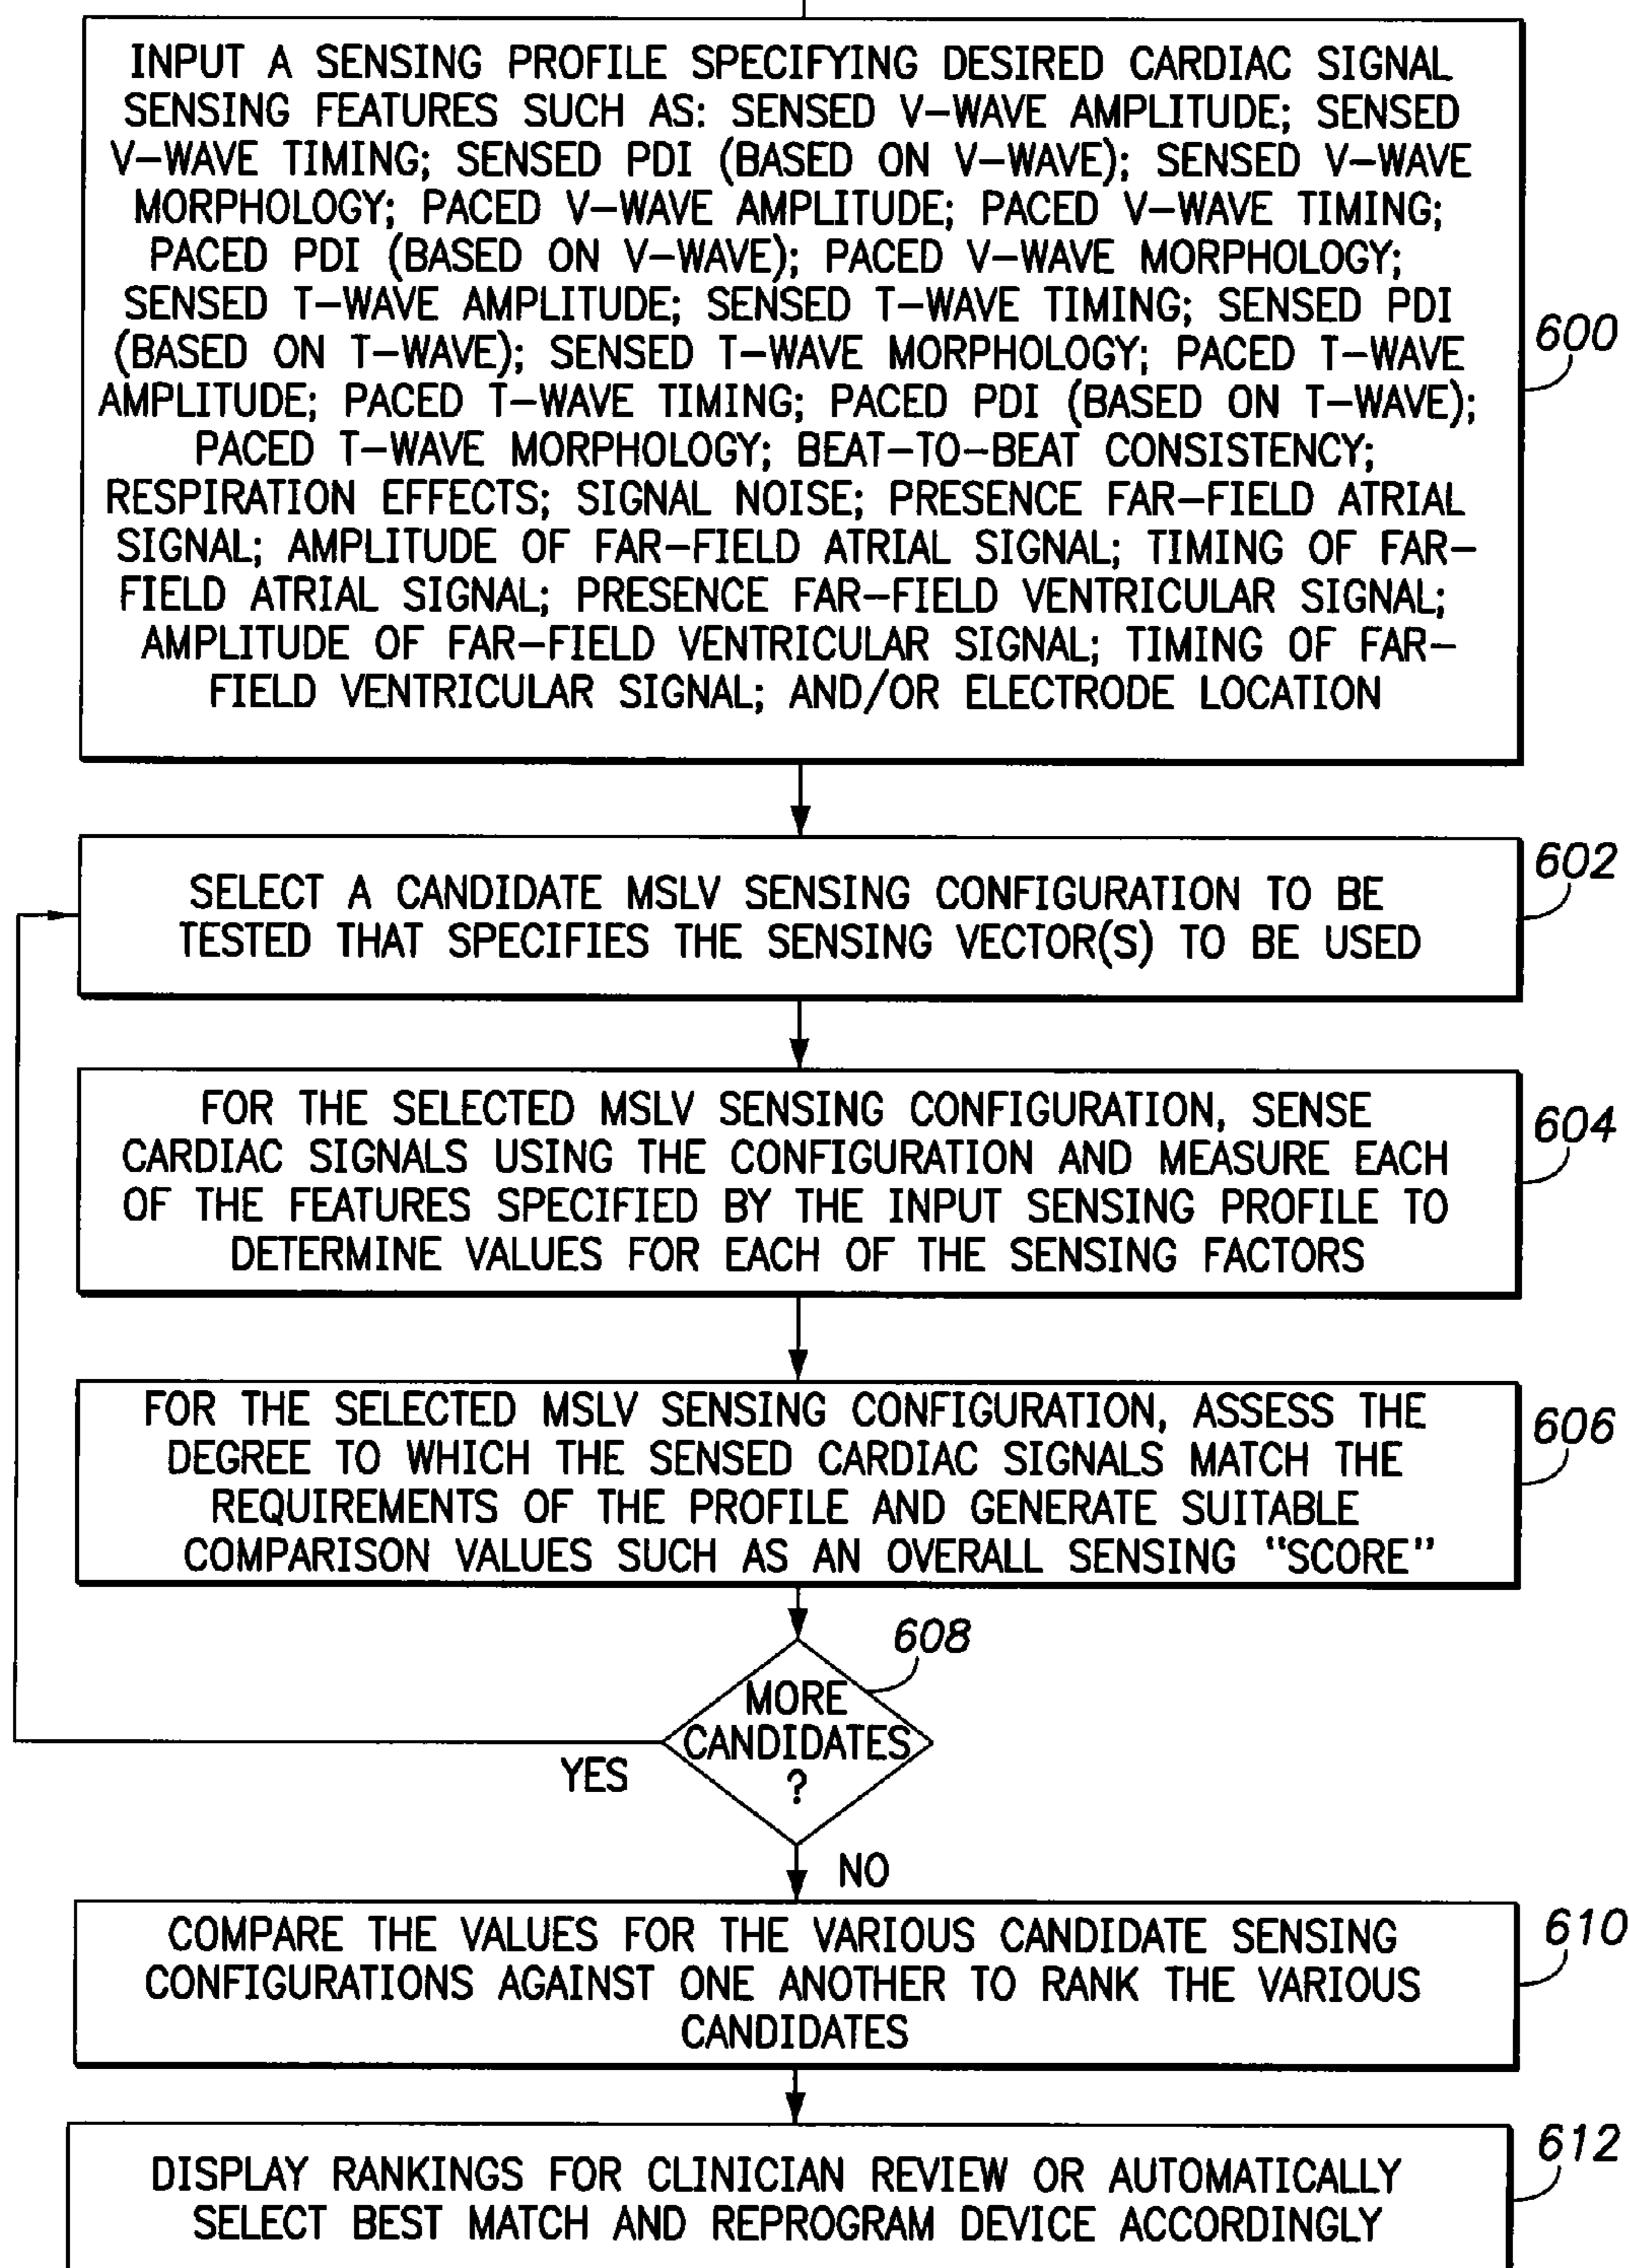 INPUT A SENSING PROFILE SPECIFYING DESIRED CARDIAC SIGNAL
SENSING FEATURES SUCH AS: SENSED V-WAVE AMPLITUDE; SENSED
V-WAVE TIMING; SENSED PDI (BASED ON V-WAVE); SENSED V-WAVE
MORPHOLOGY; PACED V-WAVE AMPLITUDE; PACED V-WAVE TIMING;
PACED PDI (BASED ON V-WAVE); PACED V-WAVE MORPHOLOGY;
SENSED T-WAVE AMPLITUDE; SENSED T-WAVE TIMING; SENSED PDI
(BASED ON T-WAVE); SENSED T-WAVE MORPHOLOGY; PACED T-WAVE
AMPLITUDE; PACED T-WAVE TIMING; PACED PDI (BASED ON T-WAVE);
PACED T-WAVE MORPHOLOGY; BEAT-TO-BEAT CONSISTENCY;
RESPIRATION EFFECTS; SIGNAL NOISE; PRESENCE FAR-FIELD ATRIAL
SIGNAL; AMPLITUDE OF FAR-FIELD ATRIAL SIGNAL; TIMING OF FAR-
FIELD ATRIAL SIGNAL; PRESENCE FAR-FIELD VENTRICULAR SIGNAL;
AMPLITUDE OF FAR-FIELD VENTRICULAR SIGNAL; TIMING OF FAR-
FIELD VENTRICULAR SIGNAL; AND/OR ELECTRODE LOCATION
600
SELECT A CANDIDATE MSLV SENSING CONFIGURATION TO BE
TESTED THAT SPECIFIES THE SENSING VECTOR(S) TO BE USED
602
FOR THE SELECTED MSLV SENSING CONFIGURATION, SENSE
CARDIAC SIGNALS USING THE CONFIGURATION AND MEASURE EACH
OF THE FEATURES SPECIFIED BY THE INPUT SENSING PROFILE TO
DETERMINE VALUES FOR EACH OF THE SENSING FACTORS
604
FOR THE SELECTED MSLV SENSING CONFIGURATION, ASSESS THE
DEGREE TO WHICH THE SENSED CARDIAC SIGNALS MATCH THE
REQUIREMENTS OF THE PROFILE AND GENERATE SUITABLE
COMPARISON VALUES SUCH AS AN OVERALL SENSING "SCORE"
606
608
MORE
CANDIDATES
?
YES
NO
COMPARE THE VALUES FOR THE VARIOUS CANDIDATE SENSING
CONFIGURATIONS AGAINST ONE ANOTHER TO RANK THE VARIOUS
CANDIDATES
610
DISPLAY RANKINGS FOR CLINICIAN REVIEW OR AUTOMATICALLY
SELECT BEST MATCH AND REPROGRAM DEVICE ACCORDINGLY
612